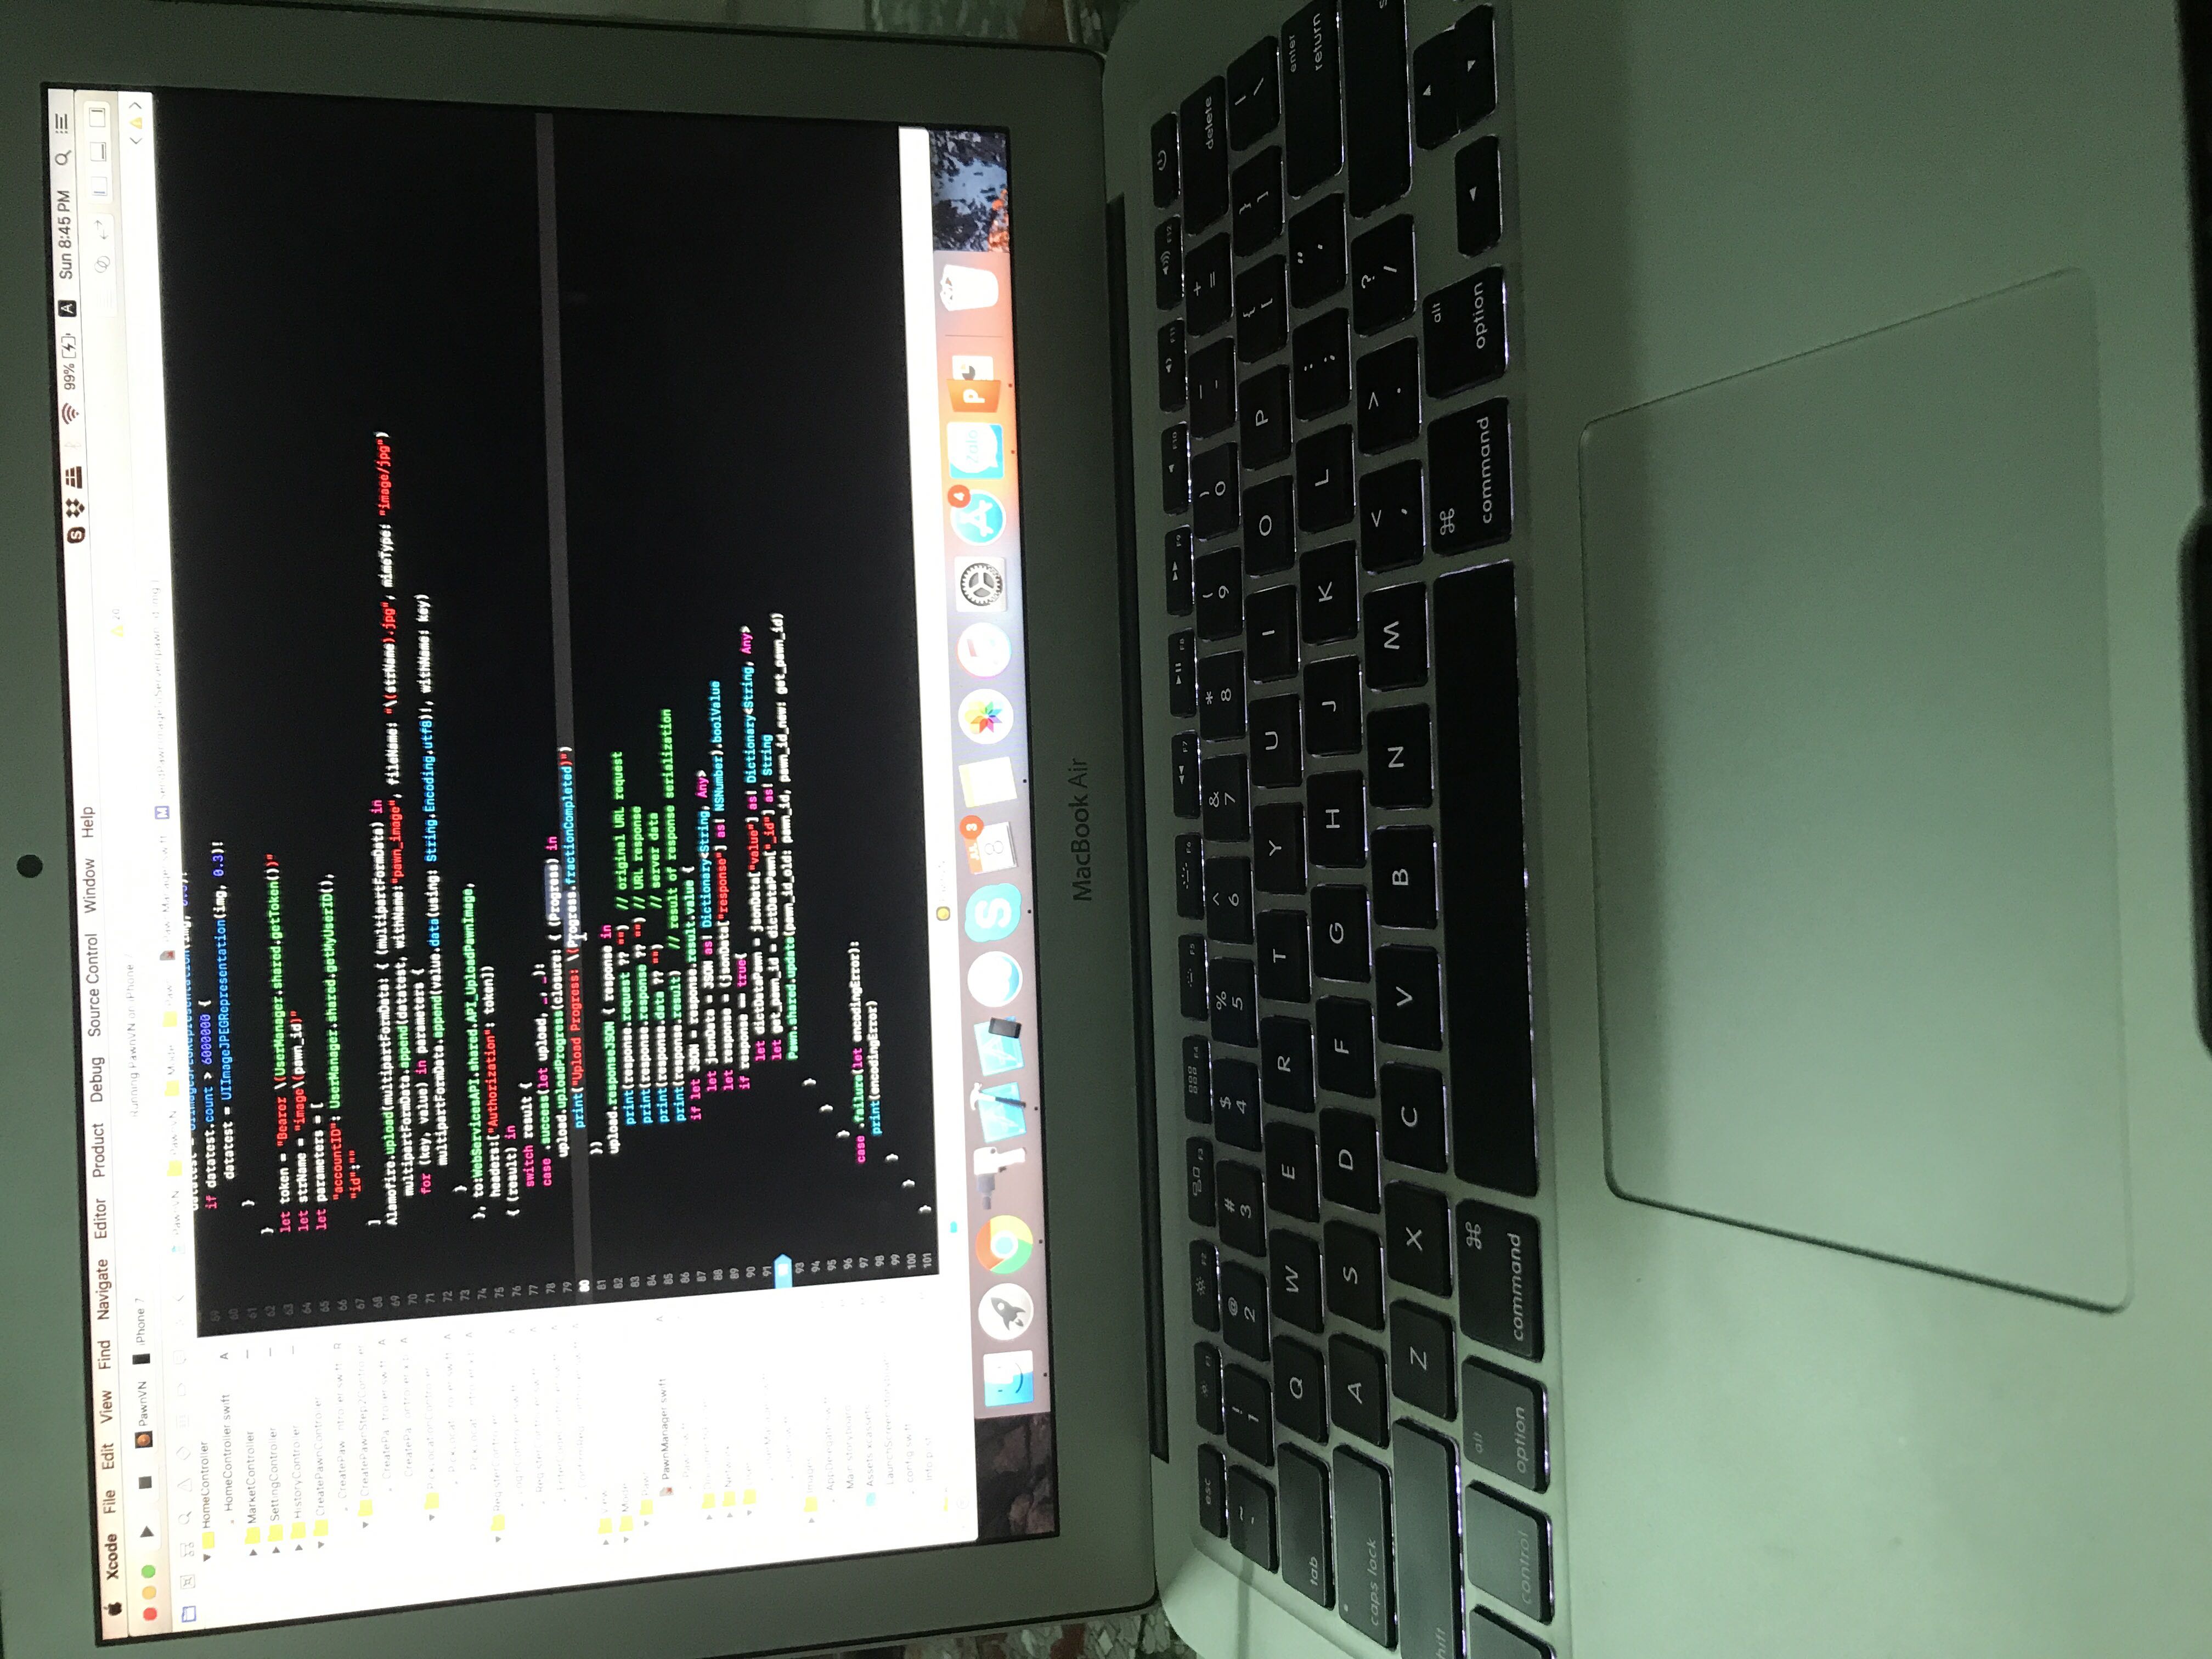 Xcode File Edit View Find Navigate Editor Product Debug Source Control Window Help 99% A Sun 8:45 PM
PawnVN iPhone 7 Running PawnVN on iPhone 7
HomeController
HomeController.swift A
MarketController
SettingController
HistoryController
CreatePawnController
CreatePawnStep2Controller
PawnManager.swift A
Network
Images
AppDelegate.swift
Main.storyboard
Assets.xcassets
config.swift
Info.plist
59 if datatest.count > 6000000 {
60 datatest = UIImageJPEGRepresentation(img, 0.3)!
61 }
62 }
63 let token = "Bearer \(UserManager.shared.getToken())"
64 let strName = "image\(pawn_id)"
65 let parameters = [
66 "accountID": UserManager.shared.getMyUserID(),
67 "id":""
68 ]
69 Alamofire.upload(multipartFormData: { (multipartFormData) in
70 multipartFormData.append(datatest, withName:"pawn_image", fileName: "\(strName).jpg", mimeType: "image/jpg")
71 for (key, value) in parameters {
72 multipartFormData.append(value.data(using: String.Encoding.utf8)!, withName: key)
73 }
74 }, to:WebServicesAPI.shared.API_UploadPawnImage,
75 headers:["Authorization": token])
76 { (result) in
77 switch result {
78 case .success(let upload, _, _):
79 upload.uploadProgress(closure: { (Progress) in
80 print("Upload Progress: \(Progress.fractionCompleted)")
81 })
82 upload.responseJSON { response in
83 print(response.request ?? "") // original URL request
84 print(response.response ?? "") // URL response
85 print(response.data ?? "") // server data
86 print(response.result) // result of response serialization
87 if let JSON = response.result.value {
88 let jsonData = JSON as! Dictionary<String, Any>
89 let response = (jsonData["response"] as! NSNumber).boolValue
90 if response == true{
91 let dictDataPawn = jsonData["value"] as! Dictionary<String, Any>
let get_pawn_id = dictDataPawn["_id"] as! String
93 Pawn.shared.update(pawn_id_old: pawn_id, pawn_id_new: get_pawn_id)
94 }
95 }
96 }
97 case .failure(let encodingError):
98 print(encodingError)
99 }
100 }
101 }
JUL 8 3 4 Zalo P
MacBook Air
esc F1 F2 F3 F4 F5 F6 F7 F8 F9 F10 F11 F12
~ ` ! 1 @ 2 # 3 $ 4 % 5 ^ 6 & 7 * 8 ( 9 ) 0 _ - + = delete
tab Q W E R T Y U I O P { [ } ] | \
caps lock A S D F G H J K L : ; " ' enter return
Z X C V B N M < , > . ? /
control alt option ⌘ command ⌘ command alt option